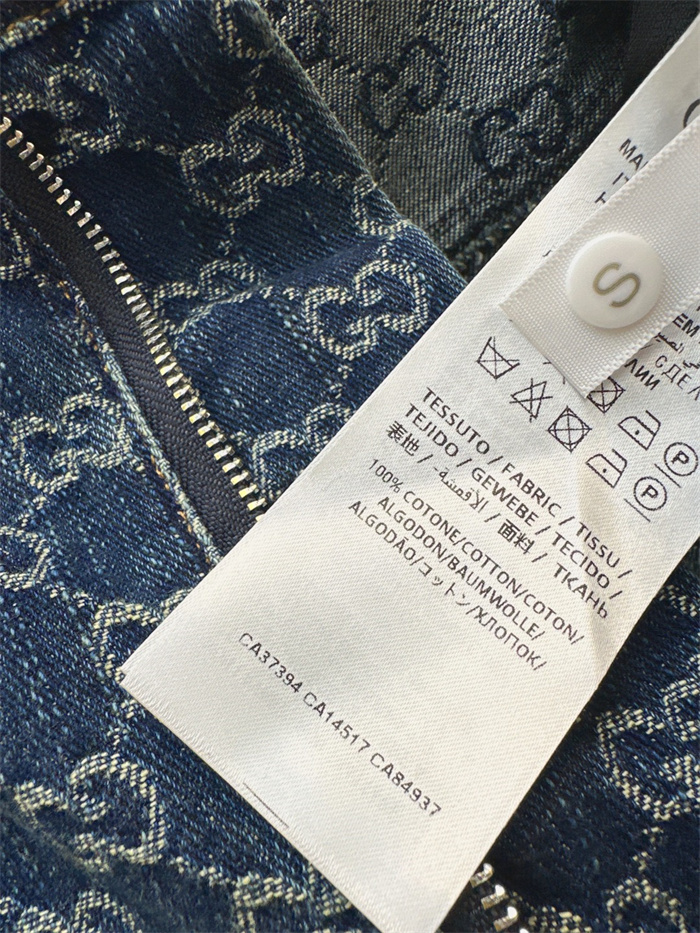 S
TESSUTO / FABRIC / TISSU /
TEJIDO / GEWEBE / TECIDO /
表地 / الأقمشة / 面料 / ТКАНЬ
100% COTONE/COTTON/COTON/
ALGODON/BAUMWOLLE/
ALGODÃO/コットン/ХЛОПОК/
CA37394 CA14517 CA84937